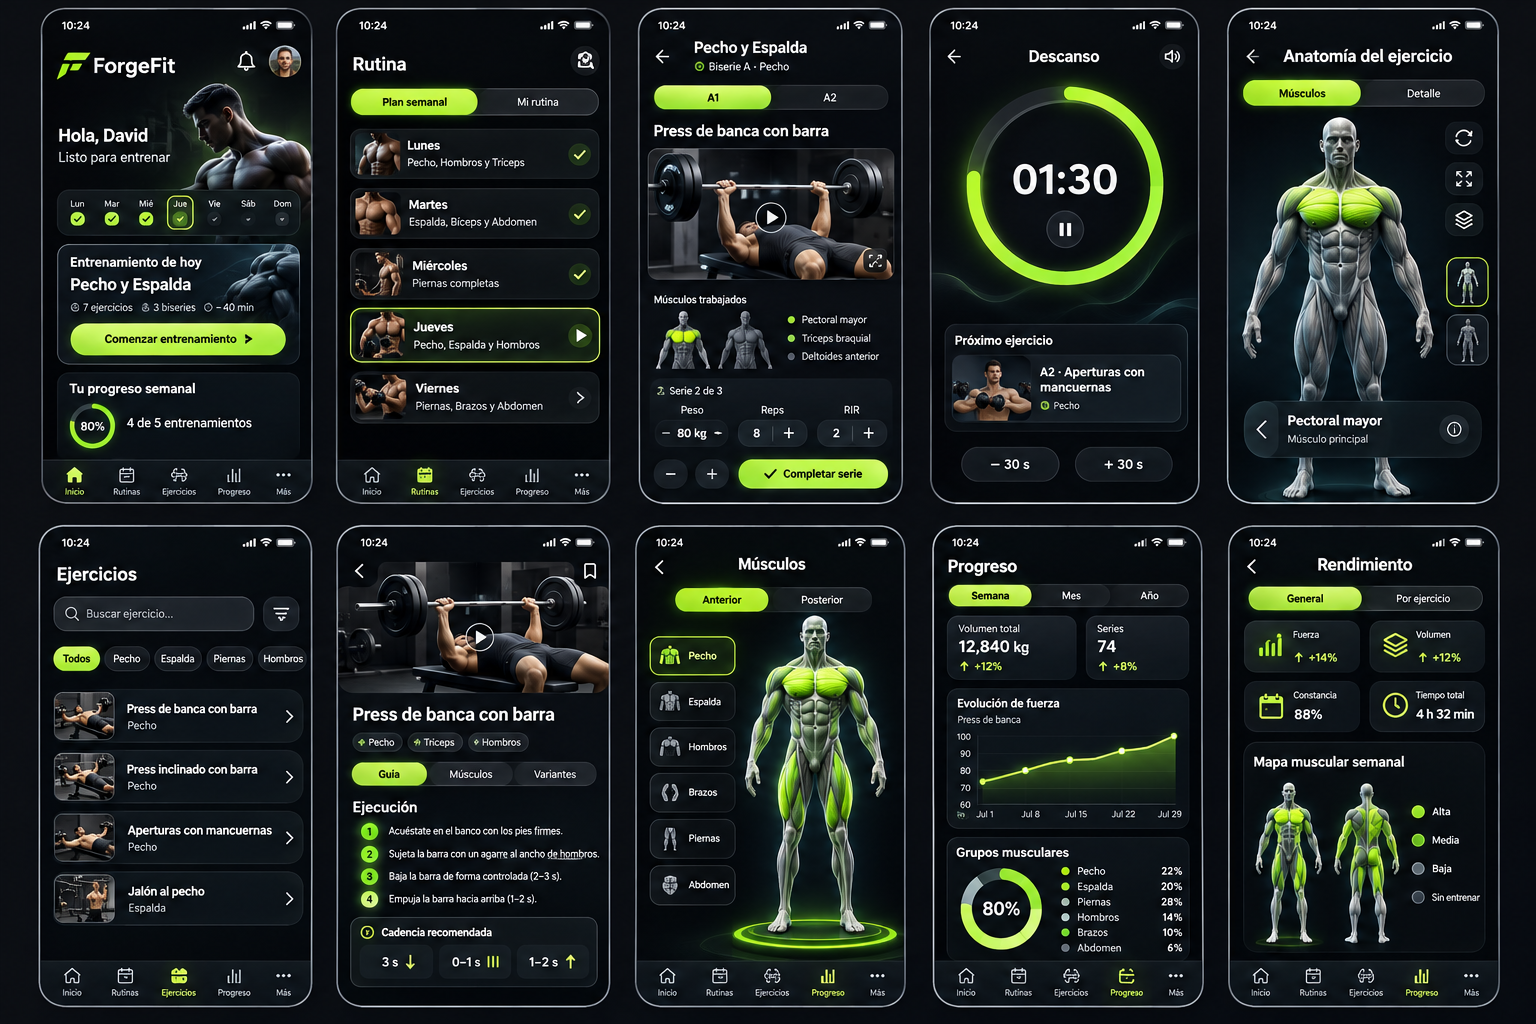 10:24
ForgeFit
Hola, David
Listo para entrenar
Lun Mar Mié Jue Vie Sáb Dom
Entrenamiento de hoy
Pecho y Espalda
7 ejercicios 3 biseries ~40 min
Comenzar entrenamiento
Tu progreso semanal
80% 4 de 5 entrenamientos
Inicio Rutinas Ejercicios Progreso Más
10:24
Rutina
Plan semanal Mi rutina
Lunes
Pecho, Hombros y Tríceps
Martes
Espalda, Bíceps y Abdomen
Miércoles
Piernas completas
Jueves
Pecho, Espalda y Hombros
Viernes
Piernas, Brazos y Abdomen
Inicio Rutinas Ejercicios Progreso Más
10:24
Pecho y Espalda
Biserie A · Pecho
A1 A2
Press de banca con barra
Músculos trabajados
Pectoral mayor
Triceps braquial
Deltoides anterior
Serie 2 de 3
Peso Reps RIR
− 80 kg − 8 + 2 +
− + Completar serie
10:24
Descanso
01:30
Próximo ejercicio
A2 · Aperturas con
mancuernas
Pecho
− 30 s + 30 s
10:24
Anatomía del ejercicio
Músculos Detalle
Pectoral mayor
Músculo principal
10:24
Ejercicios
Buscar ejercicio...
Todos Pecho Espalda Piernas Hombros
Press de banca con barra
Pecho
Press inclinado con barra
Pecho
Aperturas con mancuernas
Pecho
Jalón al pecho
Espalda
Inicio Rutinas Ejercicios Progreso Más
10:24
Press de banca con barra
Pecho Triceps Hombros
Guía Músculos Variantes
Ejecución
1 Acuéstate en el banco con los pies firmes.
2 Sujeta la barra con un agarre al ancho de hombros.
3 Baja la barra de forma controlada (2–3 s).
4 Empuja la barra hacia arriba (1–2 s).
Cadencia recomendada
3 s 0–1 s 1–2 s
10:24
Músculos
Anterior Posterior
Pecho
Espalda
Hombros
Brazos
Piernas
Abdomen
Inicio Rutinas Ejercicios Progreso Más
10:24
Progreso
Semana Mes Año
Volumen total
12,840 kg
+12%
Series
74
+8%
Evolución de fuerza
Press de banca
100
90
80
70
60
Jul 1 Jul 8 Jul 15 Jul 22 Jul 29
Grupos musculares
80%
Pecho 22%
Espalda 20%
Piernas 28%
Hombros 14%
Brazos 10%
Abdomen 6%
Inicio Rutinas Ejercicios Progreso Más
10:24
Rendimiento
General Por ejercicio
Fuerza
+14%
Volumen
+12%
Constancia
88%
Tiempo total
4 h 32 min
Mapa muscular semanal
Alta
Media
Baja
Sin entrenar
Inicio Rutinas Ejercicios Progreso Más